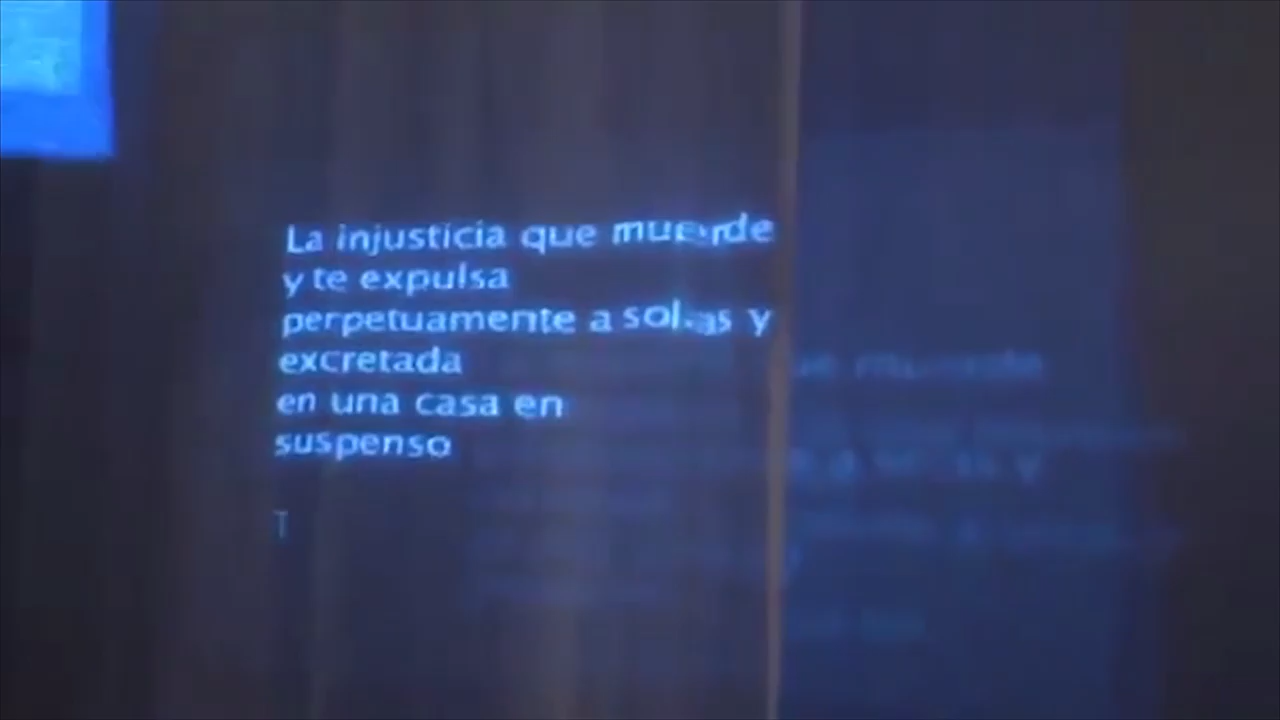 La injusticia que muerde
y te expulsa
perpetuamente a solas y
excretada
en una casa en
suspenso
T